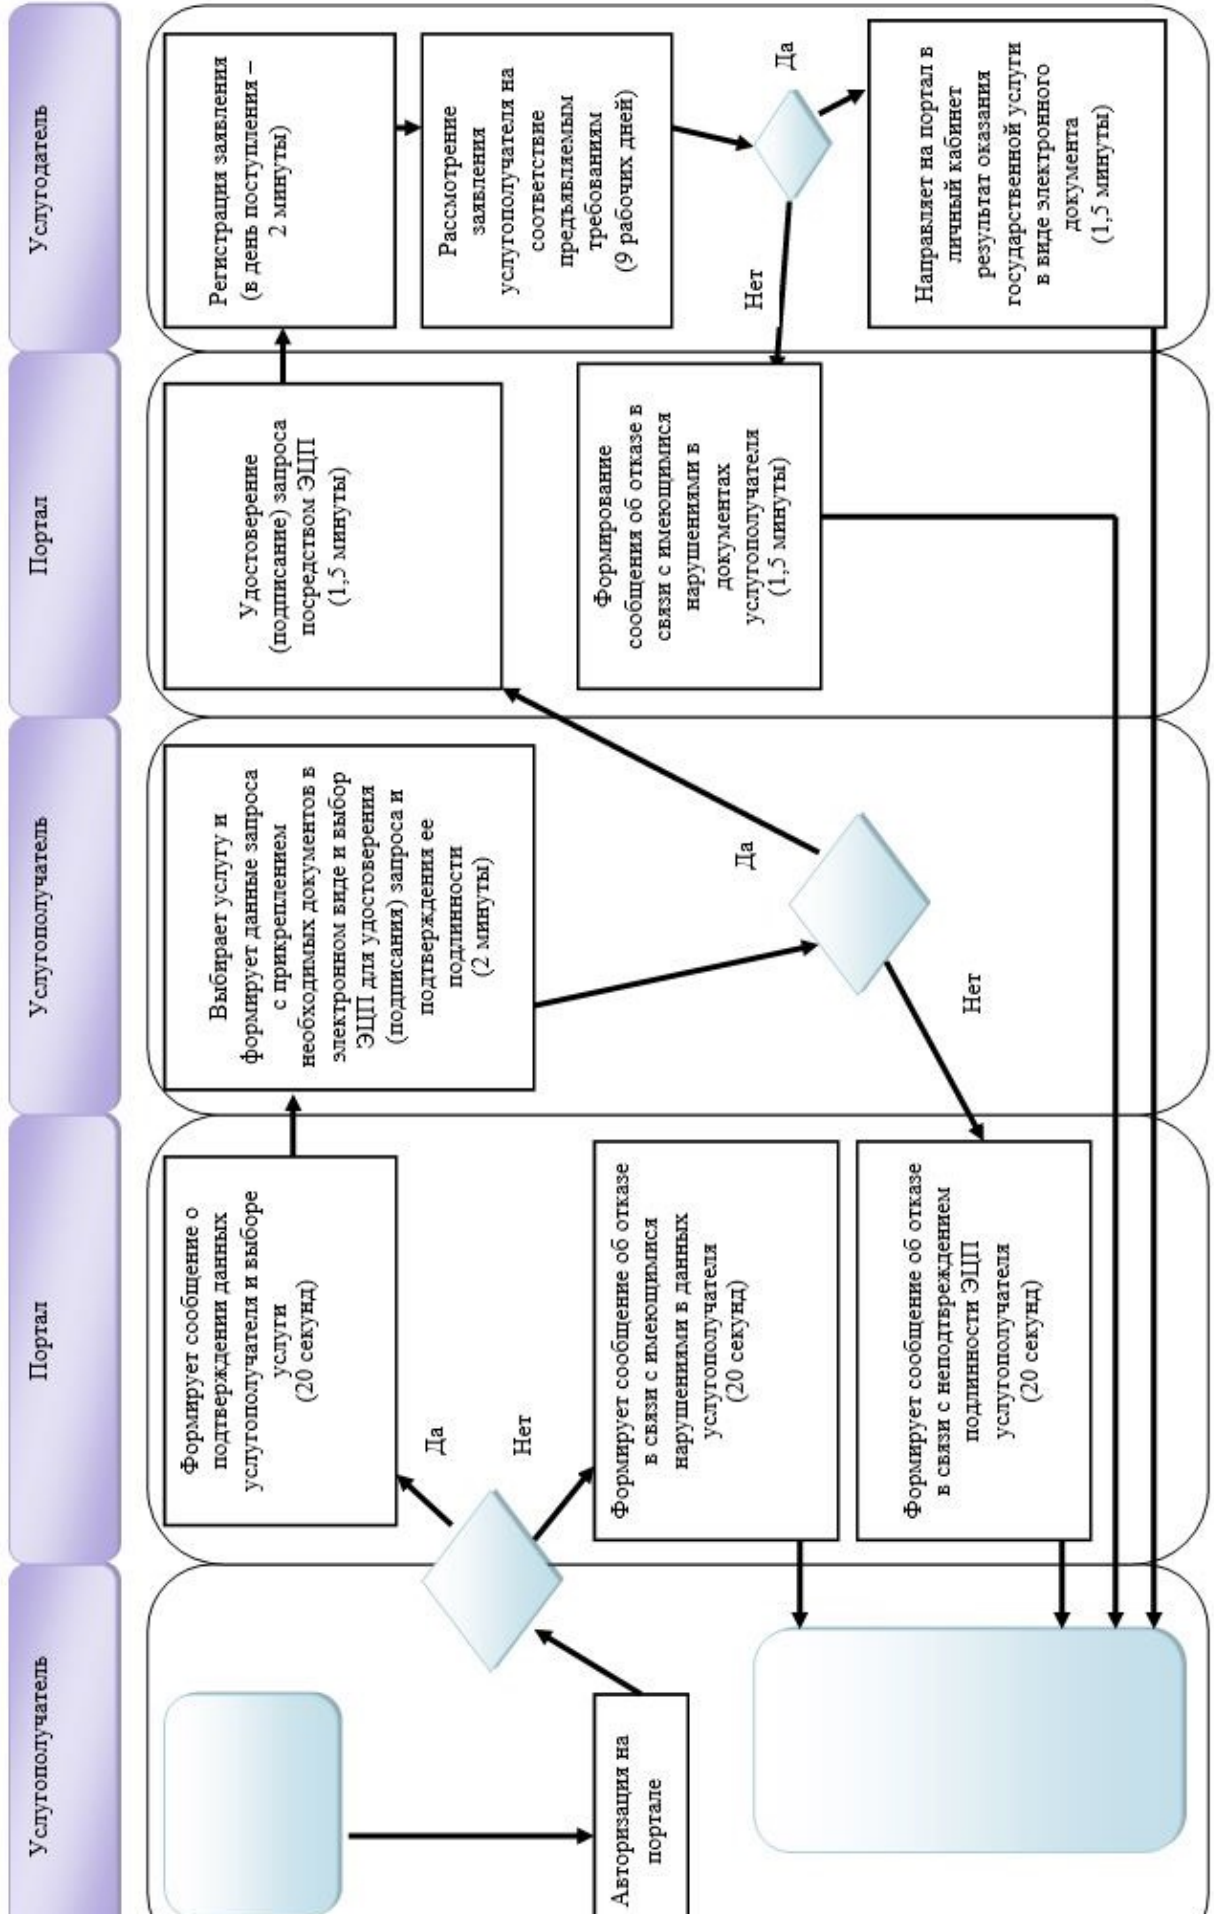 Услугополучатель
Портал
Услугополучатель
Портал
Услугодатель
Авторизация на
портале
Да
Нет
Формирует сообщение о
подтверждении данных
услугополучателя и выборе
услуги
(20 секунд)
Формирует сообщение об отказе
в связи с имеющимися
нарушениями в данных
услугополучателя
(20 секунд)
Формирует сообщение об отказе
в связи с неподтвреждением
подлинности ЭЦП
услугополучателя
(20 секунд)
Выбирает услугу и
формирует данные запроса
с прикреплением
необходимых документов в
электронном виде и выбор
ЭЦП для удостоверения
(подписания) запроса и
подтверждения ее
подлинности
(2 минуты)
Да
Нет
Удостоверение
(подписание) запроса
посредством ЭЦП
(1,5 минуты)
Формирование
сообщения об отказе в
связи с имеющимися
нарушениями в
документах
услугополучателя
(1,5 минуты)
Регистрация заявления
(в день поступления –
2 минуты)
Рассмотрение
заявления
услугополучателя на
соответствие
предъявляемым
требованиям
(9 рабочих дней)
Нет
Да
Направляет на портал в
личный кабинет
результат оказания
государственной услуги
в виде электронного
документа
(1,5 минуты)